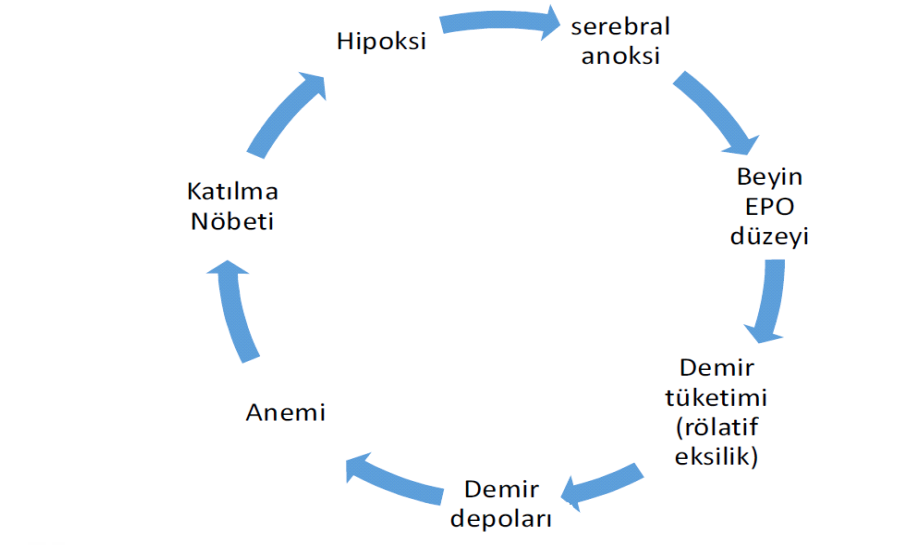 Hipoksi
serebral
anoksi
Beyin
EPO
düzeyi
Demir
tüketimi
(rölatif
eksilik)
Demir
depoları
Anemi
Katılma
Nöbeti